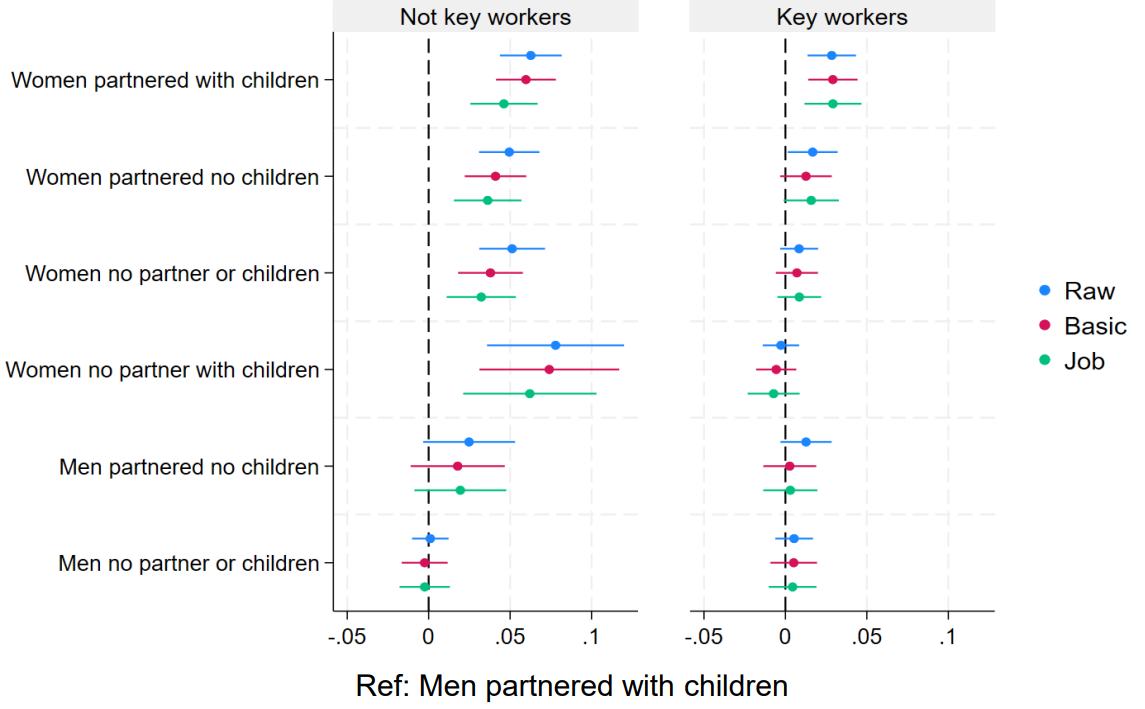 Not key workers
Key workers
Women partnered with children
Women partnered no children
Women no partner or children
Women no partner with children
Men partnered no children
Men no partner or children
-.05 0 .05 .1
-.05 0 .05 .1
Raw
Basic
Job
Ref: Men partnered with children